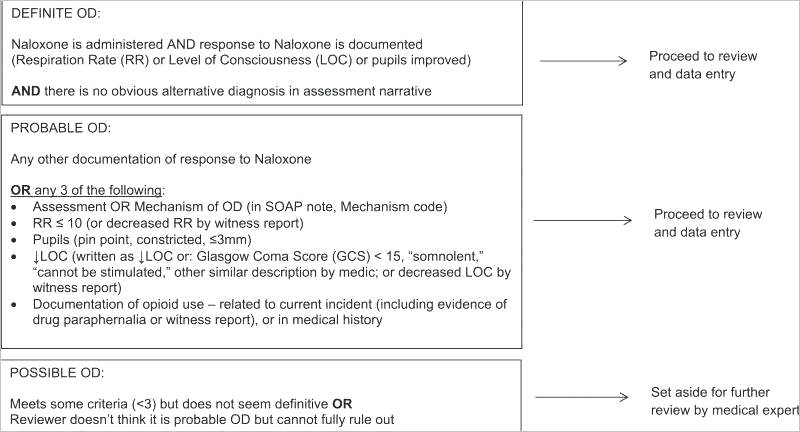 DEFINITE OD:
Naloxone is administered AND response to Naloxone is documented
(Respiration Rate (RR) or Level of Consciousness (LOC) or pupils improved)
AND there is no obvious alternative diagnosis in assessment narrative
Proceed to review
and data entry
PROBABLE OD:
Any other documentation of response to Naloxone
OR any 3 of the following:
• Assessment OR Mechanism of OD (in SOAP note, Mechanism code)
• RR ≤ 10 (or decreased RR by witness report)
• Pupils (pin point, constricted, ≤3mm)
• ↓LOC (written as ↓LOC or: Glasgow Coma Score (GCS) < 15, “somnolent,”
“cannot be stimulated,” other similar description by medic; or decreased LOC by
witness report)
• Documentation of opioid use – related to current incident (including evidence of
drug paraphernalia or witness report), or in medical history
Proceed to review
and data entry
POSSIBLE OD:
Meets some criteria (<3) but does not seem definitive OR
Reviewer doesn’t think it is probable OD but cannot fully rule out
Set aside for further
review by medical expert